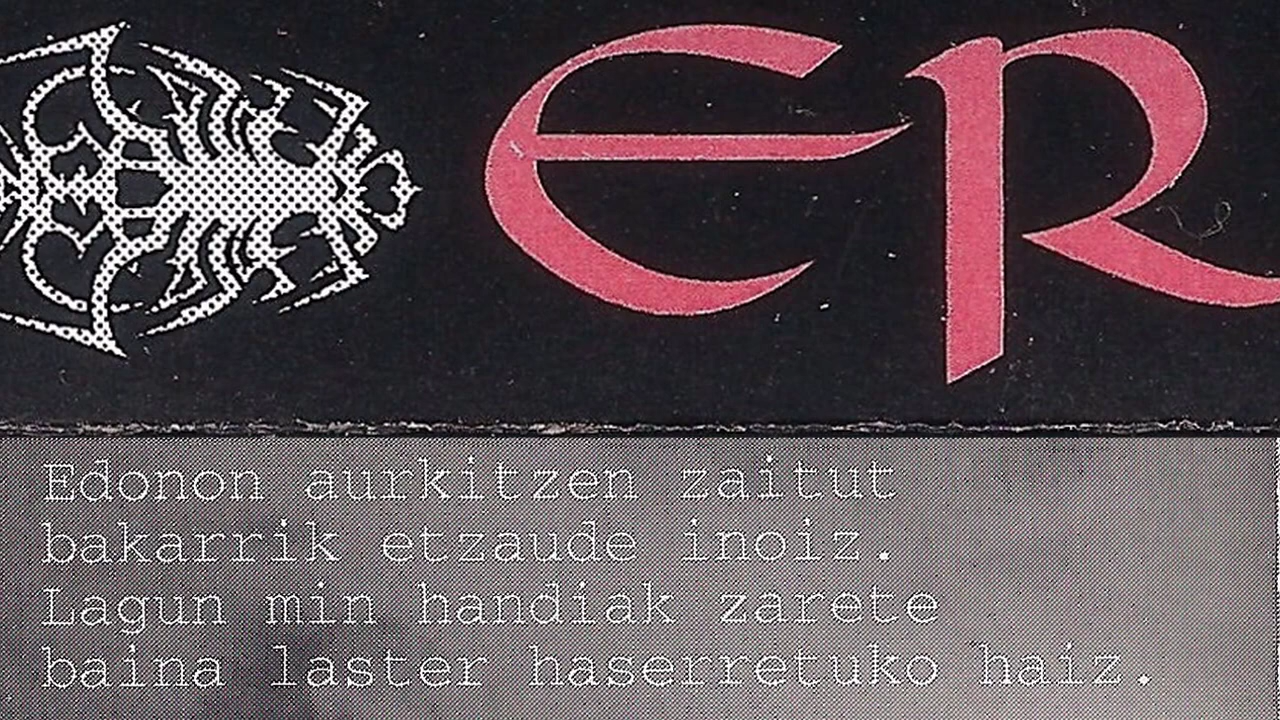 ER
Edonon aurkitzen zaitut
bakarrik etzaude inoiz.
Lagun min handiak zarete
baina laster haserretuko haiz.